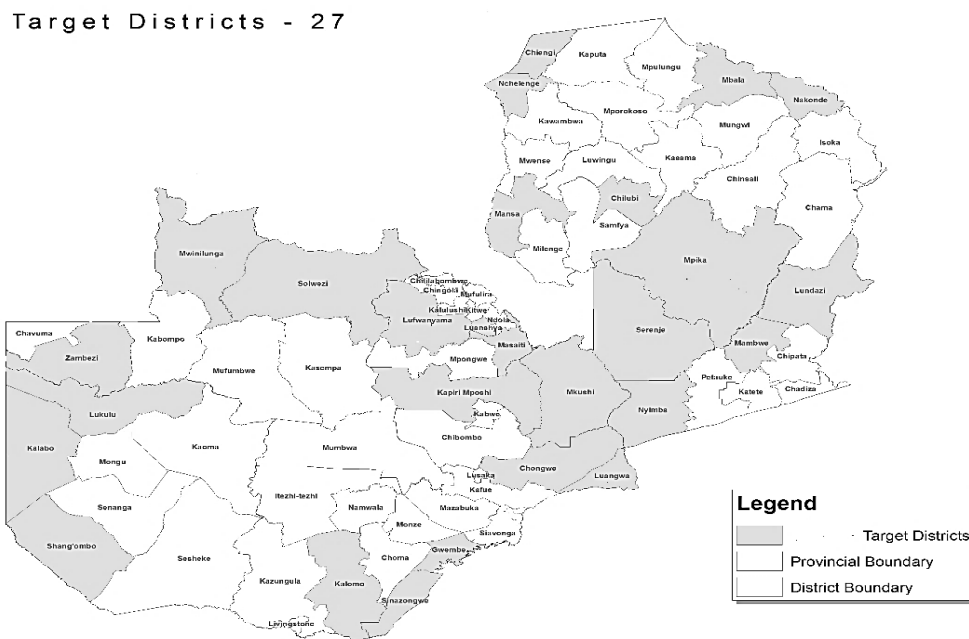 Target Districts - 27
Chiengi
Kaputa
Mpulungu
Mbala
Nchelenge
Nakonde
Kawambwa
Mporokoso
Mungwi
Isoka
Mwense
Luwingu
Kasama
Chinsali
Chama
Mansa
Chilubi
Samfya
Milenge
Mpika
Mwinilunga
Solwezi
Chililabombwe
Chingola
Mufulira
Kalulushi
Kitwe
Lufwanyama
Ndola
Luanshya
Masaiti
Serenje
Lundazi
Mambwe
Chipata
Chavuma
Zambezi
Kabompo
Mufumbwe
Kasempa
Mpongwe
Petauke
Katete
Chadiza
Kapiri Mposhi
Mkushi
Nyimba
Lukulu
Kabwe
Kalabo
Kaoma
Mongu
Mumbwa
Chibombo
Chongwe
Luangwa
Lusaka
Kafue
Itezhi-tezhi
Senanga
Namwala
Mazabuka
Monze
Siavonga
Shang'ombo
Sesheke
Choma
Gwembe
Kazungula
Kalomo
Sinazongwe
Livingstone
Legend
Target Districts
Provincial Boundary
District Boundary